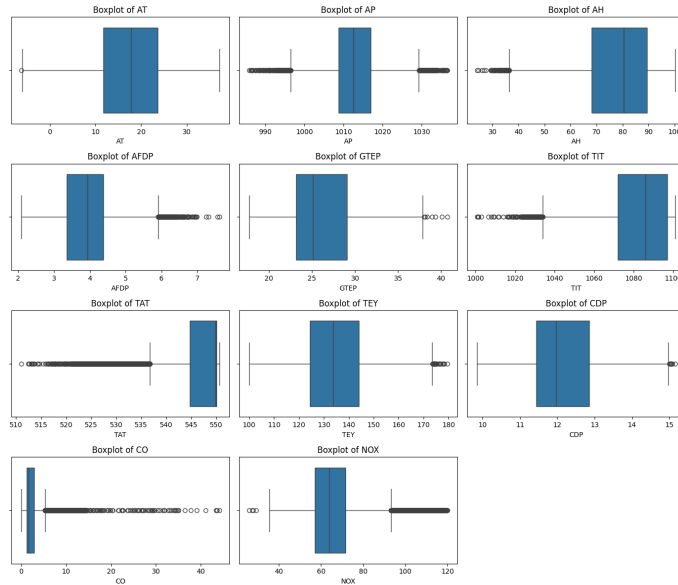 Boxplot of AT
Boxplot of AP
Boxplot of AH
0 10 20 30
990 1000 1010 1020 1030
30 40 50 60 70 80 90 100
AT
AP
AH
Boxplot of AFDP
Boxplot of GTEP
Boxplot of TIT
2 3 4 5 6 7
20 25 30 35 40
1000 1020 1040 1060 1080 1100
AFDP
GTEP
TIT
Boxplot of TAT
Boxplot of TEY
Boxplot of CDP
510 515 520 525 530 535 540 545 550
100 110 120 130 140 150 160 170 180
10 11 12 13 14 15
TAT
TEY
CDP
Boxplot of CO
Boxplot of NOX
0 10 20 30 40
40 60 80 100 120
CO
NOX